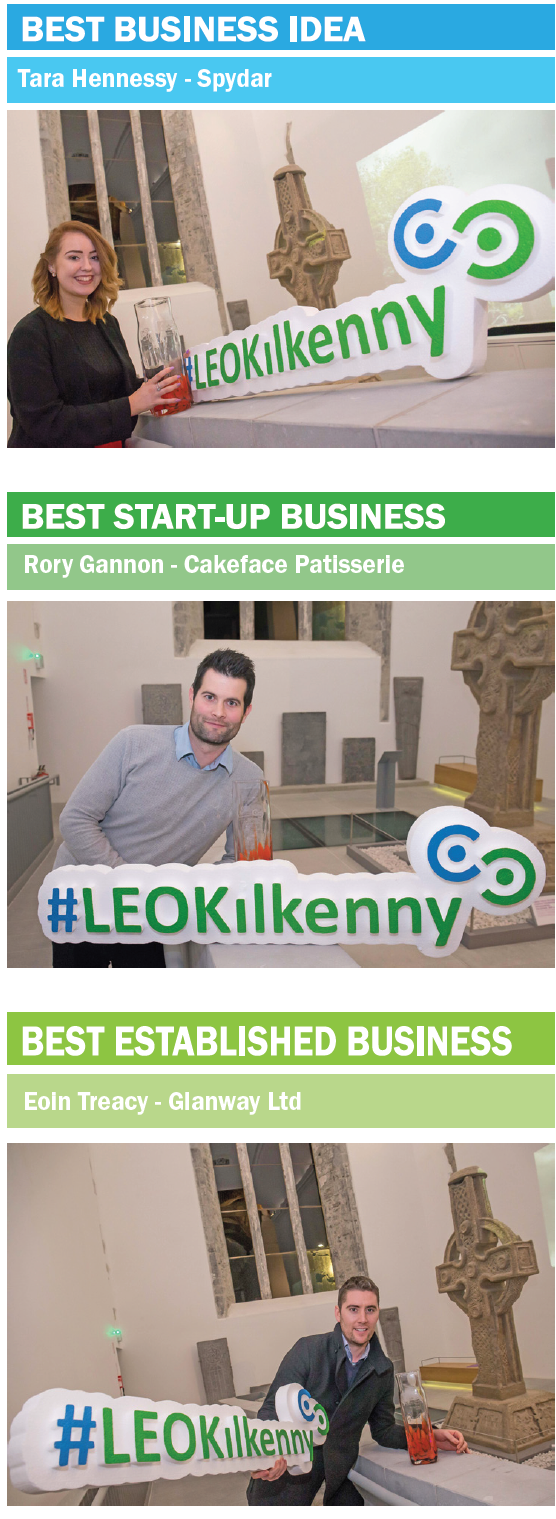 BEST BUSINESS IDEA
Tara Hennessy - Spydar
#LEOKilkenny
BEST START-UP BUSINESS
Rory Gannon - Cakeface Patisserie
#LEOKilkenny
BEST ESTABLISHED BUSINESS
Eoin Treacy - Glanway Ltd
#LEOKilkenny